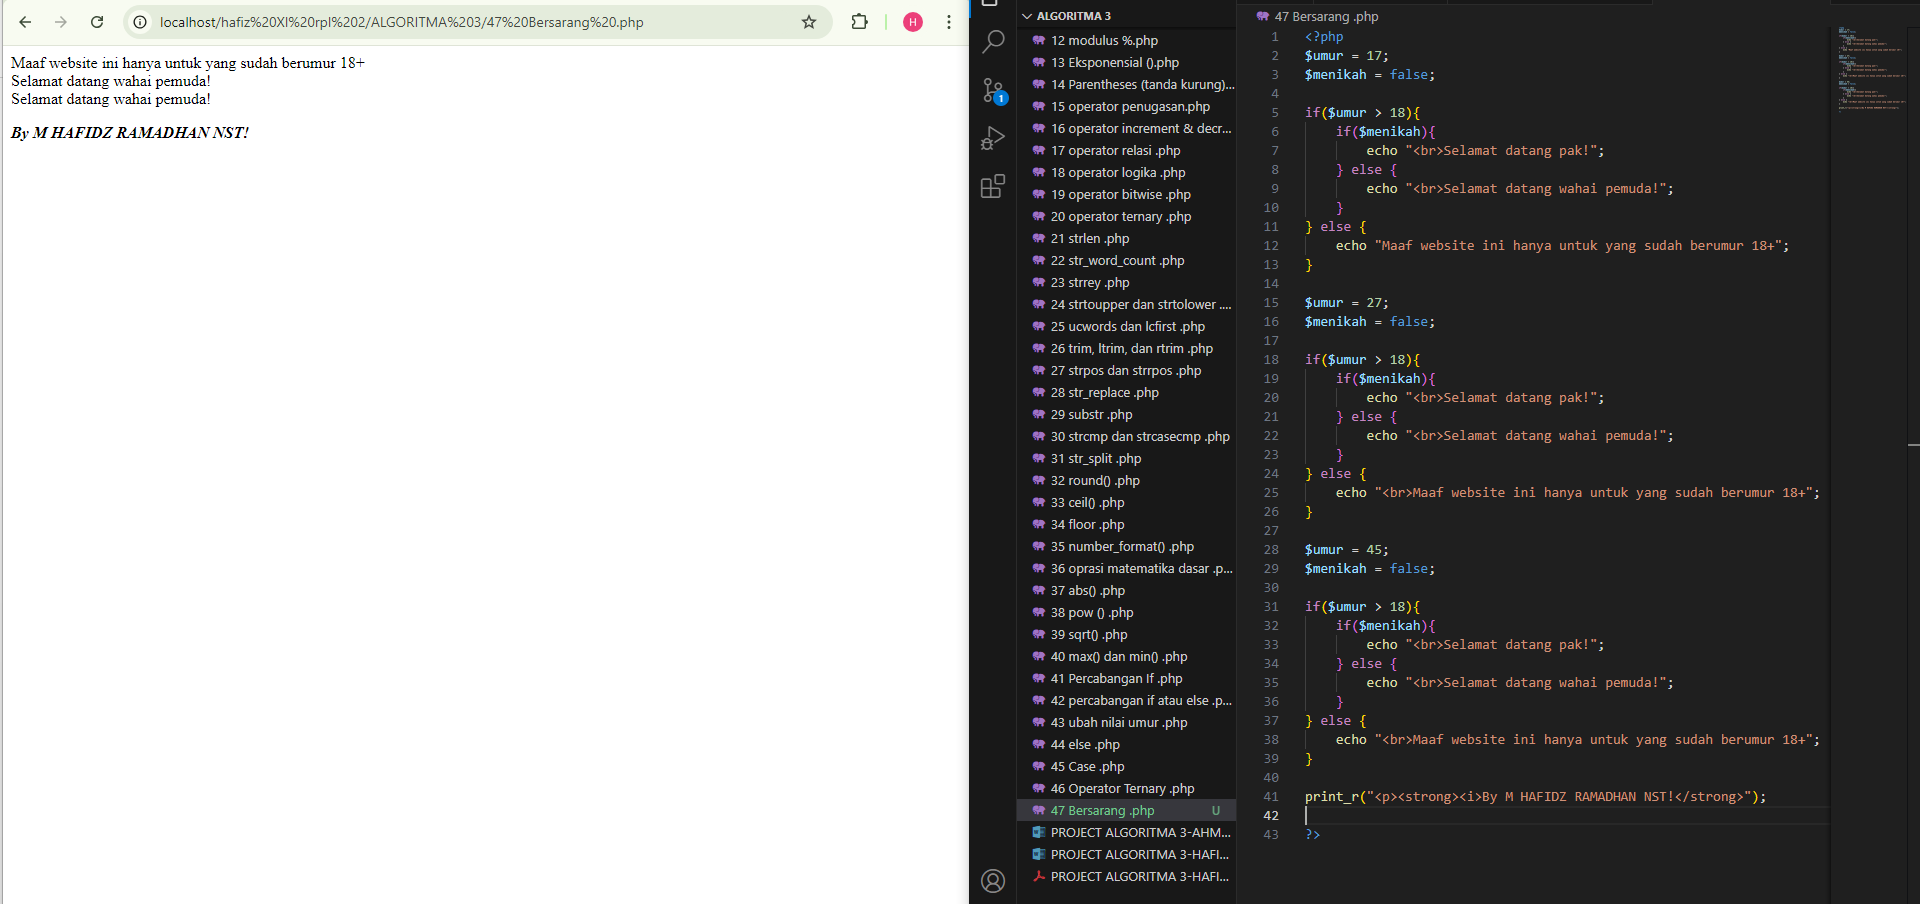 localhost/hafiz%20XI%20rpl%202/ALGORITMA%203/47%20Bersarang%20.php
H
Maaf website ini hanya untuk yang sudah berumur 18+
Selamat datang wahai pemuda!
Selamat datang wahai pemuda!
By M HAFIDZ RAMADHAN NST!
1
ALGORITMA 3
12 modulus %.php
13 Eksponensial ().php
14 Parentheses (tanda kurung)...
15 operator penugasan.php
16 operator increment & decr...
17 operator relasi .php
18 operator logika .php
19 operator bitwise .php
20 operator ternary .php
21 strlen .php
22 str_word_count .php
23 strrey .php
24 strtoupper dan strtolower ....
25 ucwords dan lcfirst .php
26 trim, ltrim, dan rtrim .php
27 strpos dan strrpos .php
28 str_replace .php
29 substr .php
30 strcmp dan strcasecmp .php
31 str_split .php
32 round() .php
33 ceil() .php
34 floor .php
35 number_format() .php
36 oprasi matematika dasar .p...
37 abs() .php
38 pow () .php
39 sqrt() .php
40 max() dan min() .php
41 Percabangan If .php
42 percabangan if atau else .p...
43 ubah nilai umur .php
44 else .php
45 Case .php
46 Operator Ternary .php
47 Bersarang .php U
PROJECT ALGORITMA 3-AHM...
PROJECT ALGORITMA 3-HAFI...
PROJECT ALGORITMA 3-HAFI...
47 Bersarang .php
1 <?php
2 $umur = 17;
3 $menikah = false;
4
5 if($umur > 18){
6 if($menikah){
7 echo "<br>Selamat datang pak!";
8 } else {
9 echo "<br>Selamat datang wahai pemuda!";
10 }
11 } else {
12 echo "Maaf website ini hanya untuk yang sudah berumur 18+";
13 }
14
15 $umur = 27;
16 $menikah = false;
17
18 if($umur > 18){
19 if($menikah){
20 echo "<br>Selamat datang pak!";
21 } else {
22 echo "<br>Selamat datang wahai pemuda!";
23 }
24 } else {
25 echo "<br>Maaf website ini hanya untuk yang sudah berumur 18+";
26 }
27
28 $umur = 45;
29 $menikah = false;
30
31 if($umur > 18){
32 if($menikah){
33 echo "<br>Selamat datang pak!";
34 } else {
35 echo "<br>Selamat datang wahai pemuda!";
36 }
37 } else {
38 echo "<br>Maaf website ini hanya untuk yang sudah berumur 18+";
39 }
40
41 print_r("<p><strong><i>By M HAFIDZ RAMADHAN NST!</strong>");
42
43 ?>